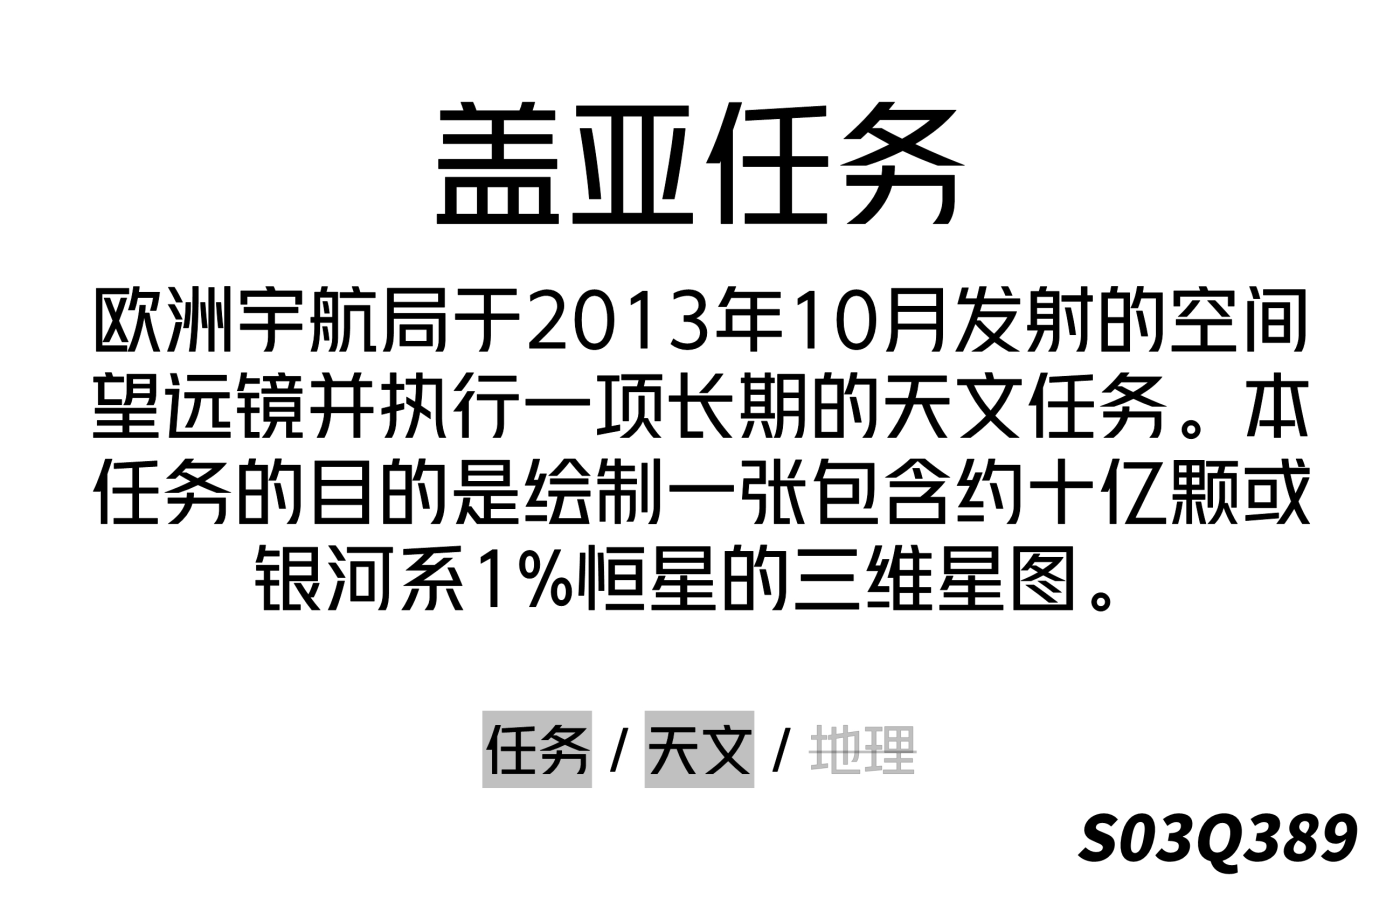 盖亚任务
欧洲宇航局于2013年10月发射的空间
望远镜并执行一项长期的天文任务。本
任务的目的是绘制一张包含约十亿颗或
银河系1%恒星的三维星图。
任务 / 天文 / 地理
S03Q389